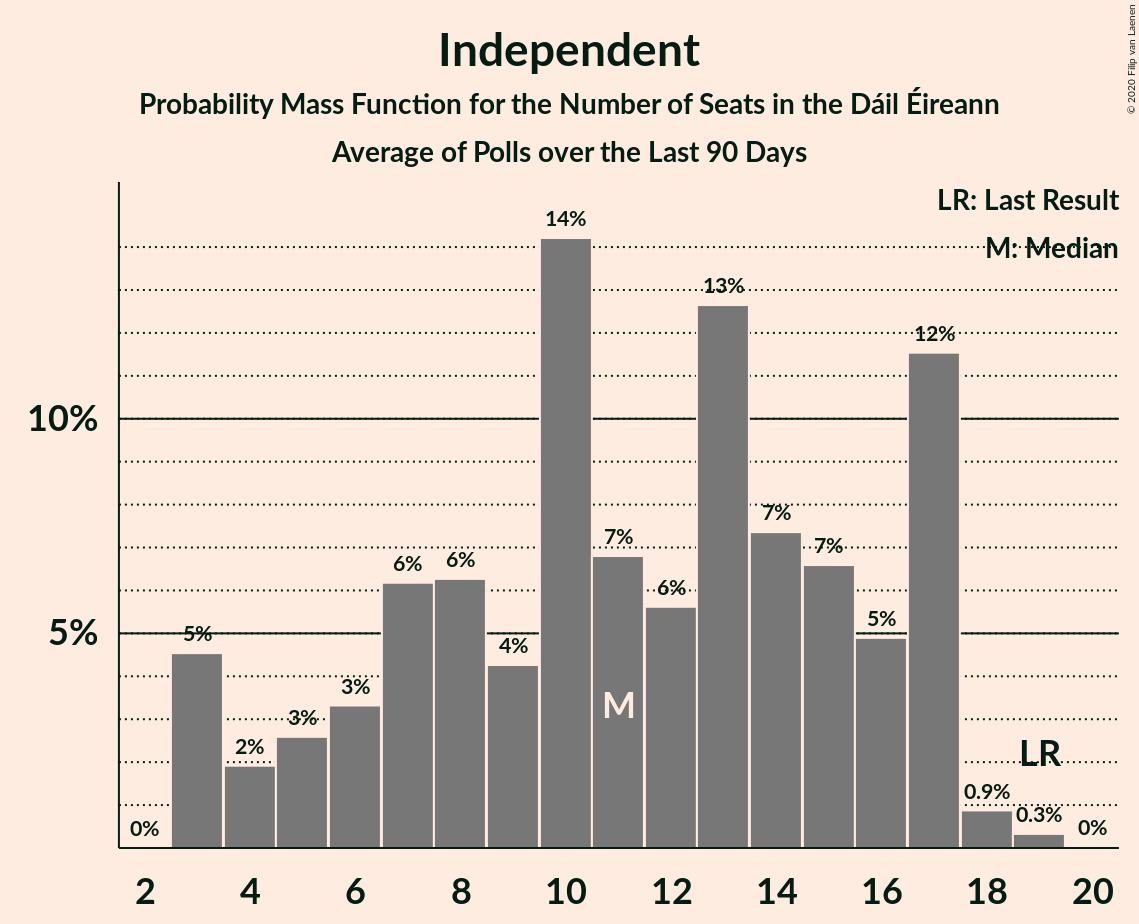 Independent
Probability Mass Function for the Number of Seats in the Dáil Éireann
Average of Polls over the Last 90 Days
© 2020 Filip van Laenen
LR: Last Result
M: Median
10%
5%
0%
5%
2%
3%
3%
6%
6%
4%
14%
7%
6%
13%
7%
7%
5%
12%
0.9%
0.3%
0%
M
LR
2 4 6 8 10 12 14 16 18 20